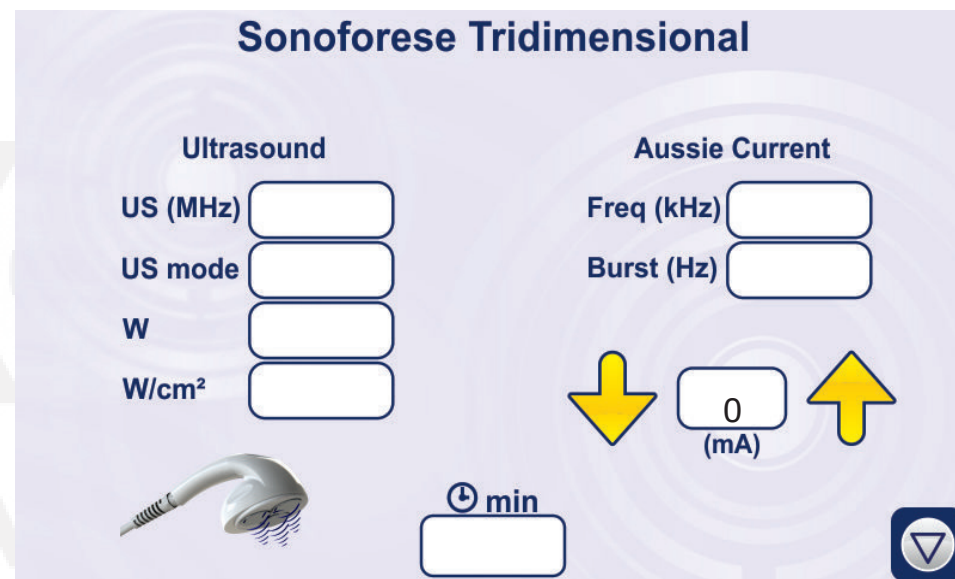 Sonoforese Tridimensional
Ultrasound
US (MHz)
US mode
W
W/cm²
Aussie Current
Freq (kHz)
Burst (Hz)
0
(mA)
min